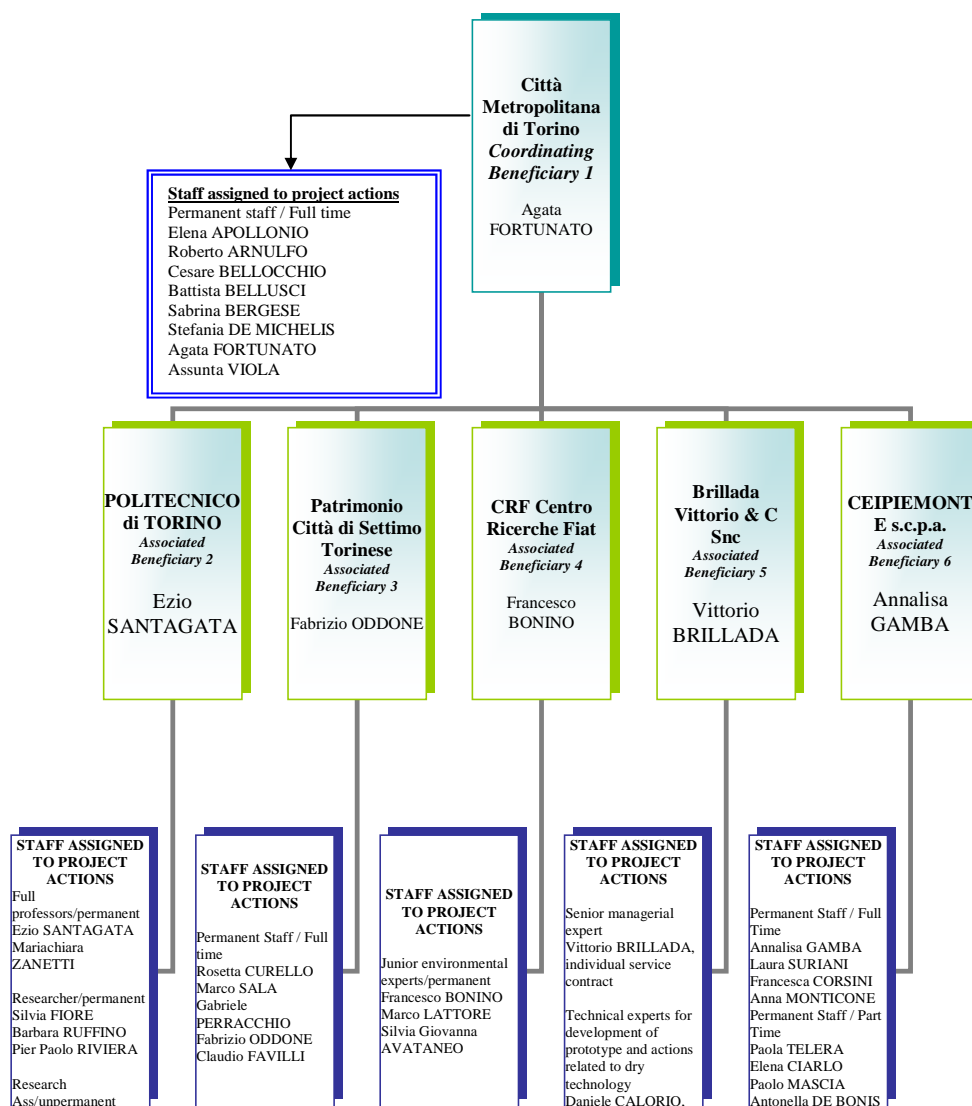 Città
Metropolitana
di Torino
Coordinating
Beneficiary 1
Agata
FORTUNATO
Staff assigned to project actions
Permanent staff / Full time
Elena APOLLONIO
Roberto ARNULFO
Cesare BELLOCCHIO
Battista BELLUSCI
Sabrina BERGESE
Stefania DE MICHELIS
Agata FORTUNATO
Assunta VIOLA
POLITECNICO
di TORINO
Associated
Beneficiary 2
Ezio
SANTAGATA
Patrimonio
Città di Settimo
Torinese
Associated
Beneficiary 3
Fabrizio ODDONE
CRF Centro
Ricerche Fiat
Associated
Beneficiary 4
Francesco
BONINO
Brillada
Vittorio & C
Snc
Associated
Beneficiary 5
Vittorio
BRILLADA
CEIPIEMONT
E s.c.p.a.
Associated
Beneficiary 6
Annalisa
GAMBA
STAFF ASSIGNED
TO PROJECT
ACTIONS
Full
professors/permanent
Ezio SANTAGATA
Mariachiara
ZANETTI
Researcher/permanent
Silvia FIORE
Barbara RUFFINO
Pier Paolo RIVIERA
Research
Ass/unpermanent
STAFF ASSIGNED
TO PROJECT
ACTIONS
Permanent Staff / Full
time
Rosetta CURELLO
Marco SALA
Gabriele
PERRACCHIO
Fabrizio ODDONE
Claudio FAVILLI
STAFF ASSIGNED
TO PROJECT
ACTIONS
Junior environmental
experts/permanent
Francesco BONINO
Marco LATTORE
Silvia Giovanna
AVATANEO
STAFF ASSIGNED
TO PROJECT
ACTIONS
Senior managerial
expert
Vittorio BRILLADA,
individual service
contract
Technical experts for
development of
prototype and actions
related to dry
technology
Daniele CALORIO,
STAFF ASSIGNED
TO PROJECT
ACTIONS
Permanent Staff / Full
Time
Annalisa GAMBA
Laura SURIANI
Francesca CORSINI
Anna MONTICONE
Permanent Staff / Part
Time
Paola TELERA
Elena CIARLO
Paolo MASCIA
Antonella DE BONIS